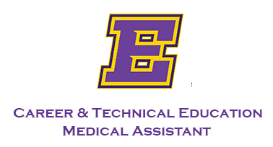 E
CAREER & TECHNICAL EDUCATION
MEDICAL ASSISTANT